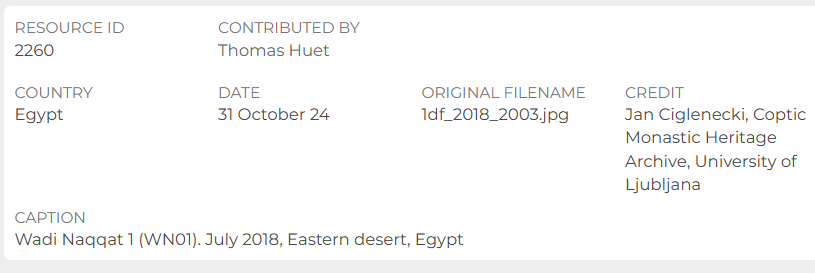 RESOURCE ID
2260
CONTRIBUTED BY
Thomas Huet
COUNTRY
Egypt
DATE
31 October 24
ORIGINAL FILENAME
1df_2018_2003.jpg
CREDIT
Jan Ciglenecki, Coptic
Monastic Heritage
Archive, University of
Ljubljana
CAPTION
Wadi Naqqat 1 (WN01). July 2018, Eastern desert, Egypt